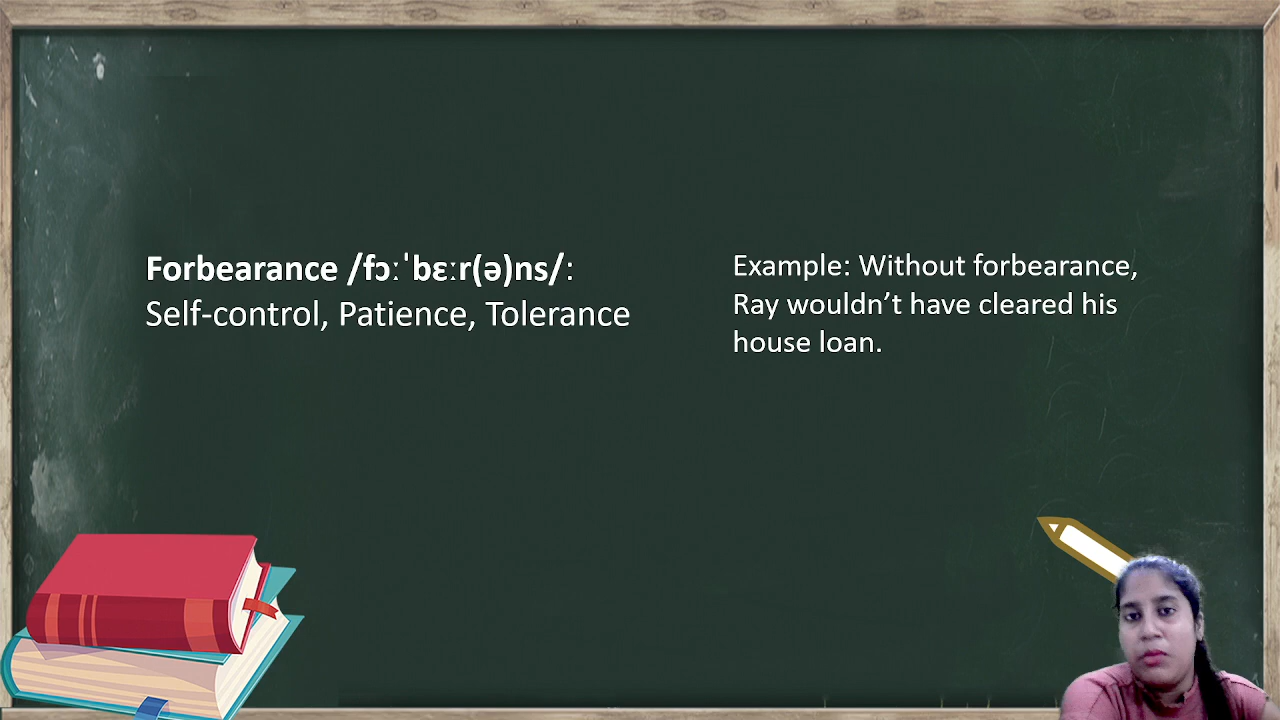 Forbearance /fɔːˈbɛːr(ə)ns/:
Self-control, Patience, Tolerance
Example: Without forbearance,
Ray wouldn’t have cleared his
house loan.